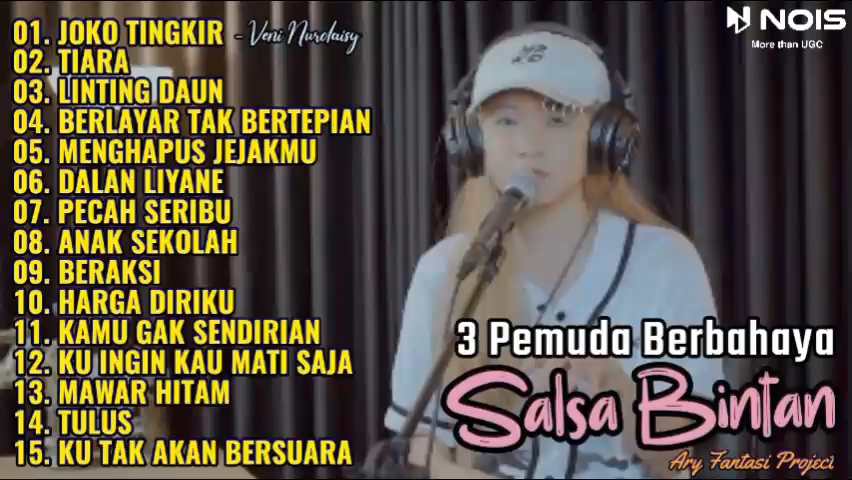 01. JOKO TINGKIR - Veni Nurdaisy
02. TIARA
03. LINTING DAUN
04. BERLAYAR TAK BERTEPIAN
05. MENGHAPUS JEJAKMU
06. DALAN LIYANE
07. PECAH SERIBU
08. ANAK SEKOLAH
09. BERAKSI
10. HARGA DIRIKU
11. KAMU GAK SENDIRIAN
12. KU INGIN KAU MATI SAJA
13. MAWAR HITAM
14. TULUS
15. KU TAK AKAN BERSUARA
NOIS
More than UGC
3 Pemuda Berbahaya
Salsa Bintan
Ary Fantasi Project